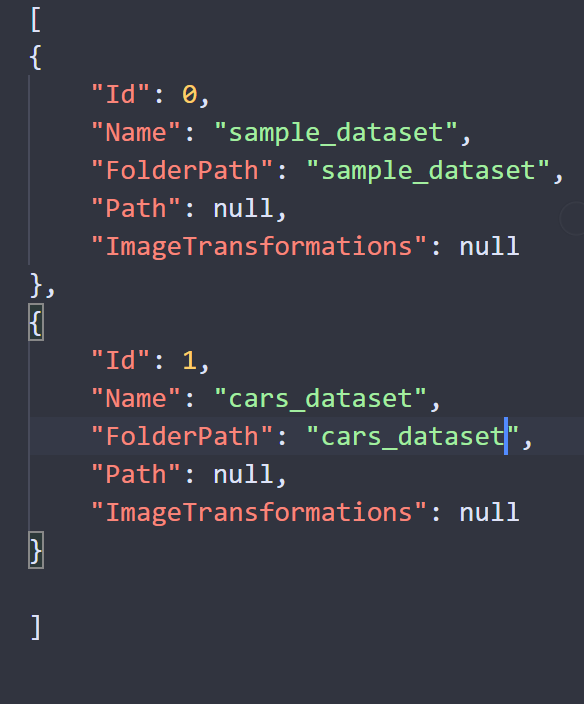 [
{
"Id": 0,
"Name": "sample_dataset",
"FolderPath": "sample_dataset",
"Path": null,
"ImageTransformations": null
},
{
"Id": 1,
"Name": "cars_dataset",
"FolderPath": "cars_dataset",
"Path": null,
"ImageTransformations": null
}
]